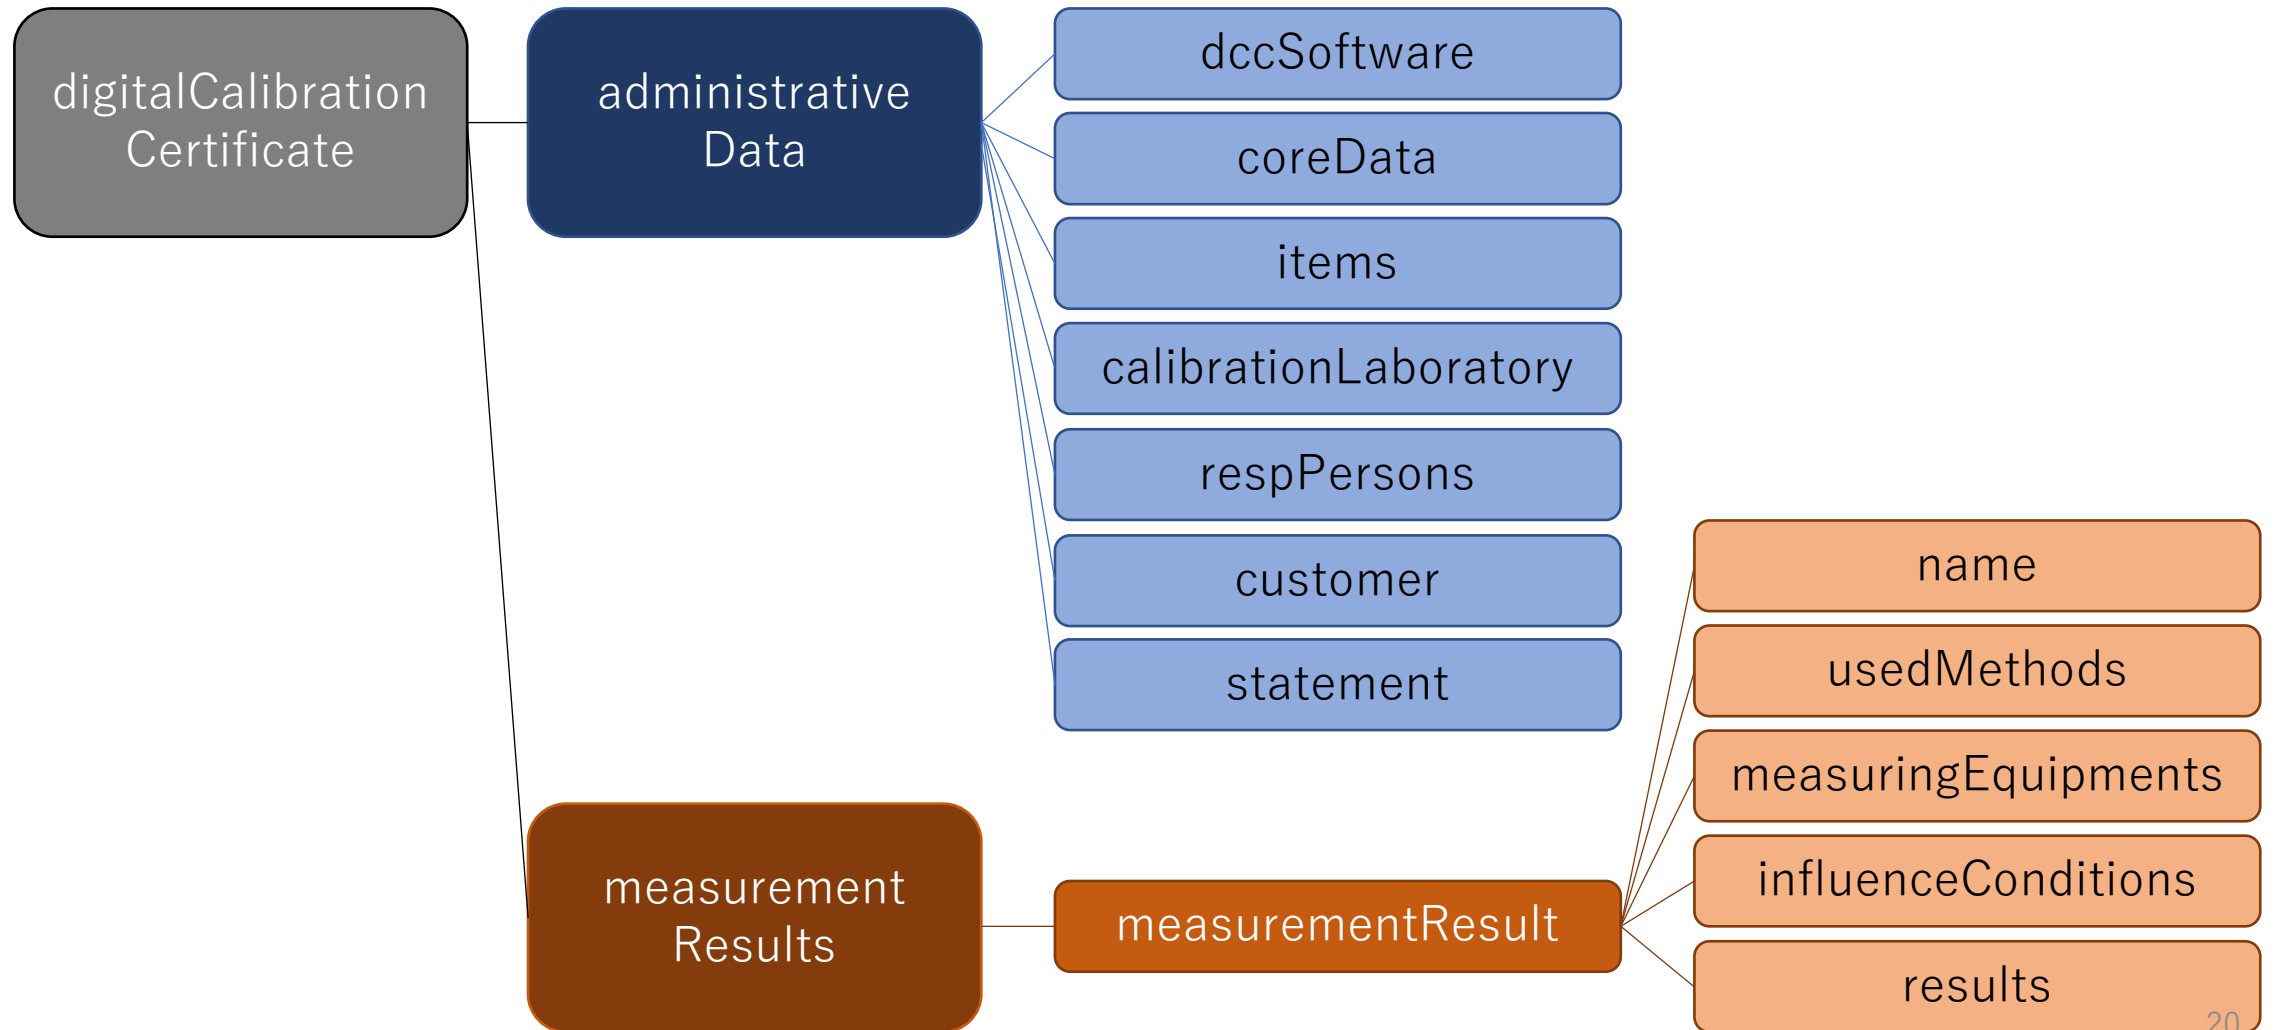 digitalCalibration
Certificate
administrative
Data
dccSoftware
coreData
items
calibrationLaboratory
respPersons
customer
statement
measurement
Results
measurementResult
name
usedMethods
measuringEquipments
influenceConditions
results
20